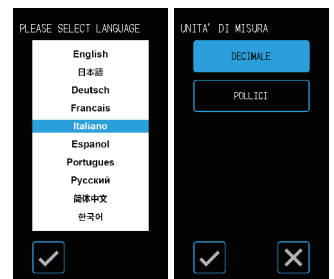 PLEASE SELECT LANGUAGE
English
日本語
Deutsch
Francais
Italiano
Espanol
Portugues
Русский
简体中文
한국어
UNITA' DI MISURA
DECIMALE
POLLICI